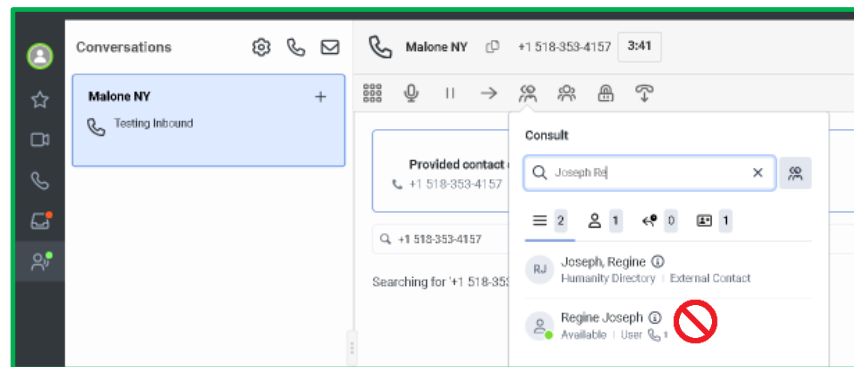 Conversations
Malone NY +1 518-353-4157 3:41
Malone NY
Testing Inbound
Consult
Provided contact
+1 518-353-4157
Joseph Re
2 1 0 1
+1 518-353-4157
Searching for '+1 518-35
RJ
Joseph, Regine
Humanity Directory | External Contact
Regine Joseph
Available | User 1